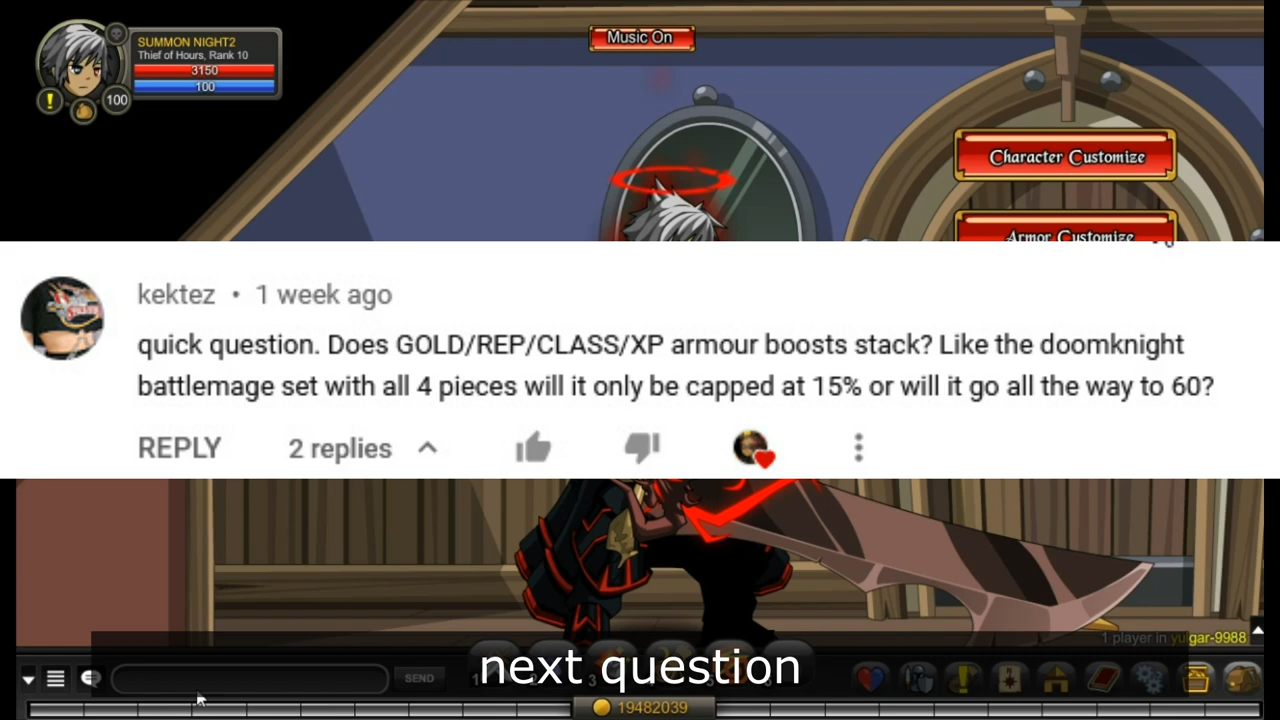 SUMMON NIGHT2
Thief of Hours, Rank 10
3150
100
100
Music On
Character Customize
Armor Customize
kektez • 1 week ago
quick question. Does GOLD/REP/CLASS/XP armour boosts stack? Like the doomknight
battlemage set with all 4 pieces will it only be capped at 15% or will it go all the way to 60?
REPLY 2 replies
1 player in yulgar-9988
next question
SEND
19482039